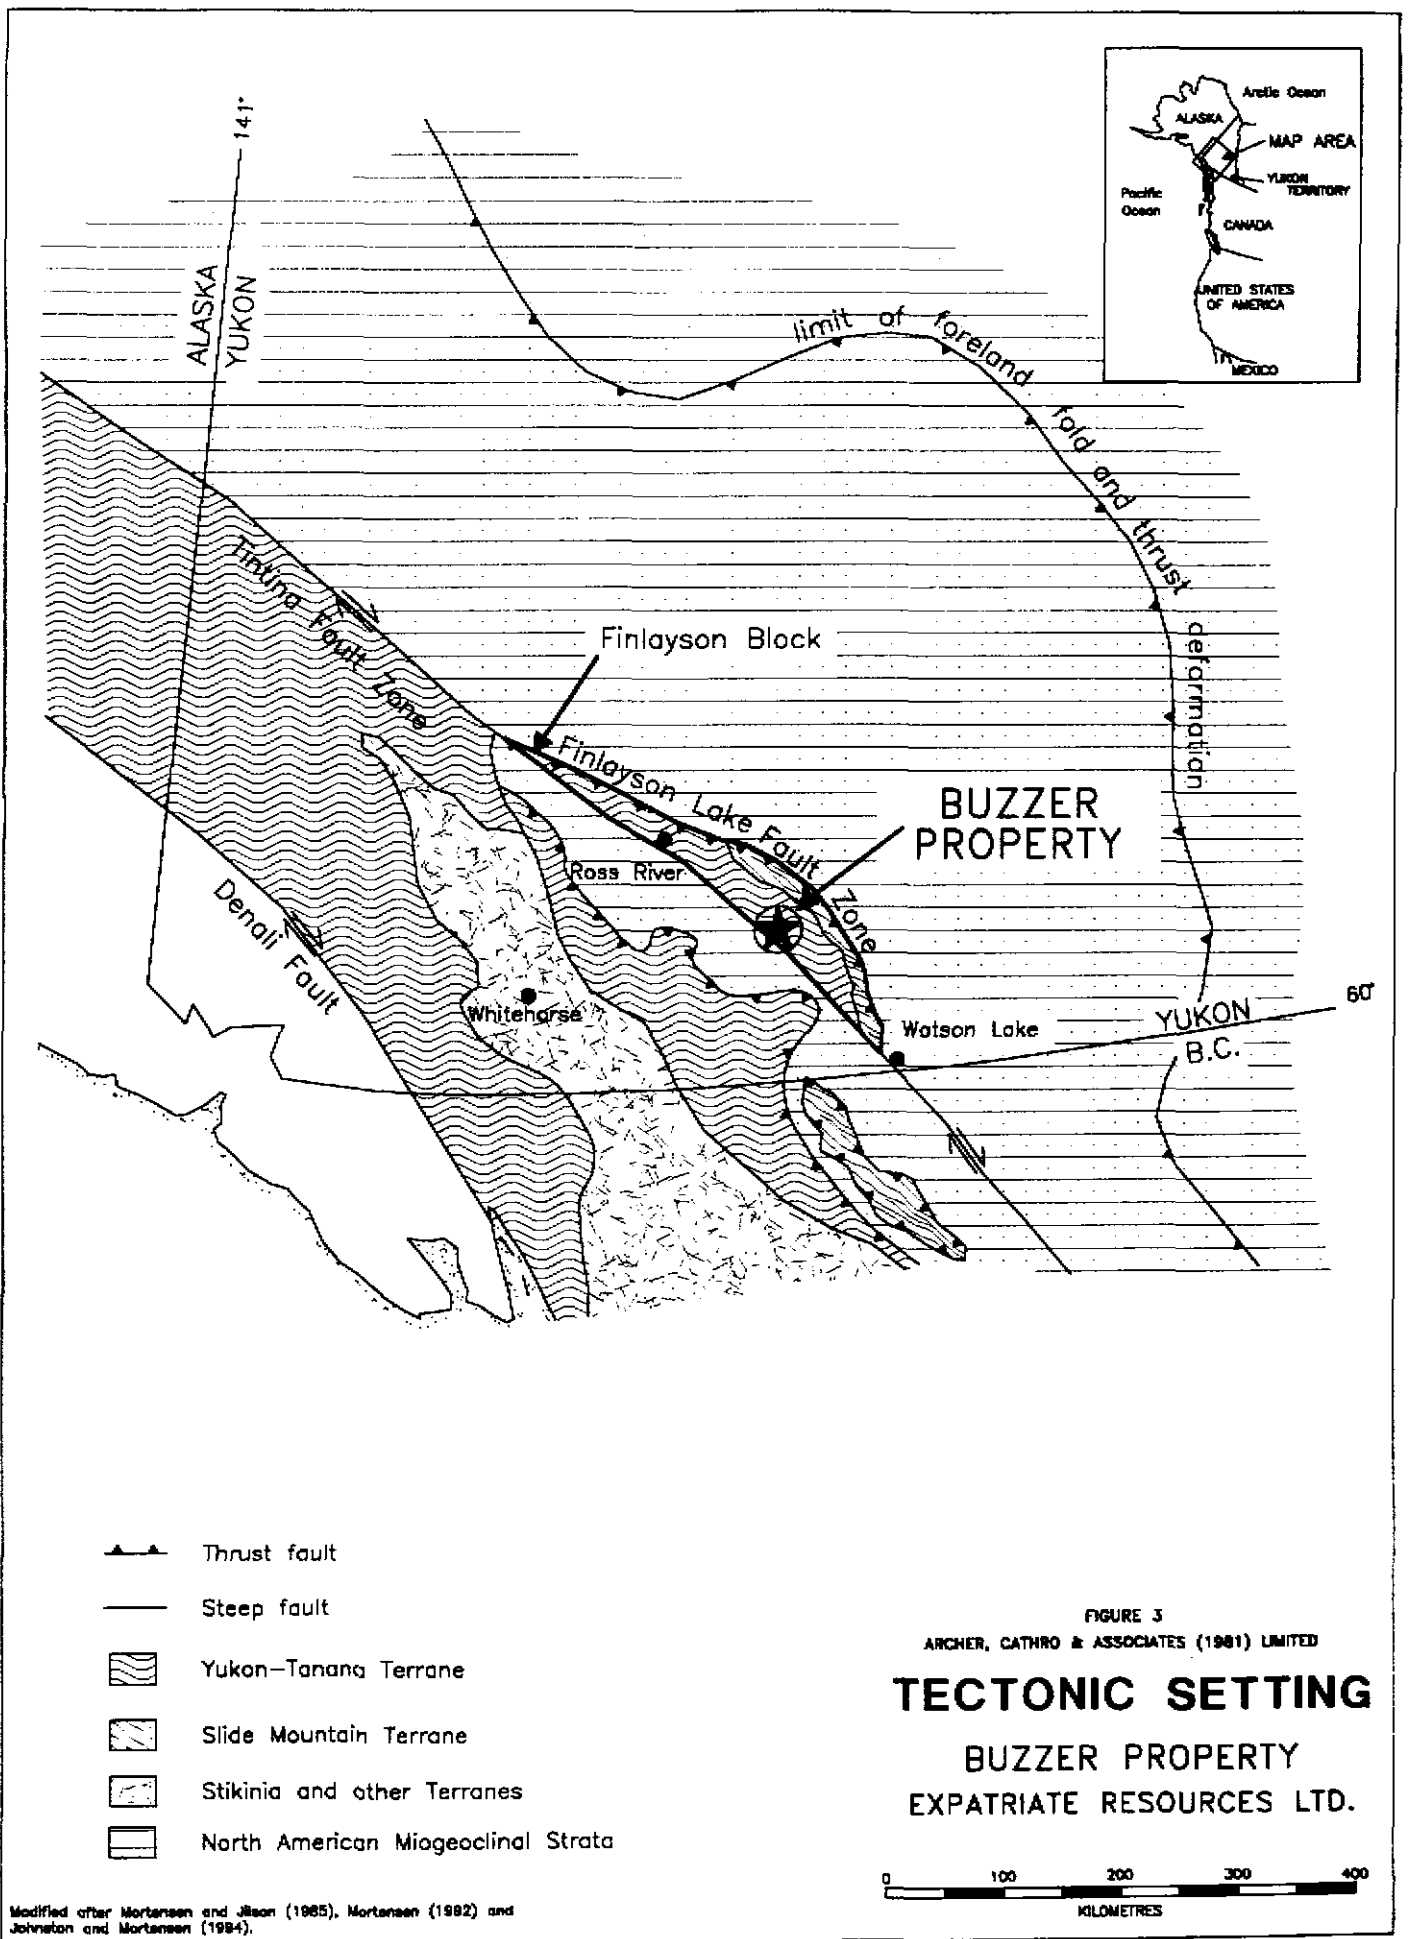 Arctic Ocean
ALASKA
MAP AREA
YUKON
TERRITORY
Pacific
Ocean
CANADA
UNITED STATES
OF AMERICA
MEXICO
141°
ALASKA
YUKON
limit of foreland fold and thrust deformation
Tintina Fault Zone
Finlayson Block
Finlayson Lake Fault Zone
BUZZER
PROPERTY
Ross River
Denali Fault
Whitehorse
Watson Lake
60°
YUKON
B.C.
Thrust fault
Steep fault
Yukon-Tanana Terrane
Slide Mountain Terrane
Stikinia and other Terranes
North American Miogeoclinal Strata
FIGURE 3
ARCHER, CATHRO & ASSOCIATES (1981) LIMITED
TECTONIC SETTING
BUZZER PROPERTY
EXPATRIATE RESOURCES LTD.
0 100 200 300 400
KILOMETRES
Modified after Mortensen and Jilson (1985), Mortensen (1992) and
Johnston and Mortensen (1994).